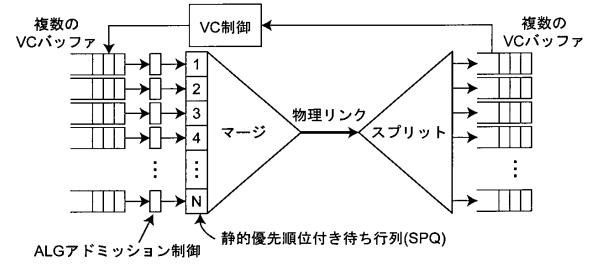 複数の
VCバッファ
VC制御
複数の
VCバッファ
1
2
3
4
N
マージ
物理リンク
スプリット
ALGアドミッション制御
静的優先順位付き待ち行列(SPQ)